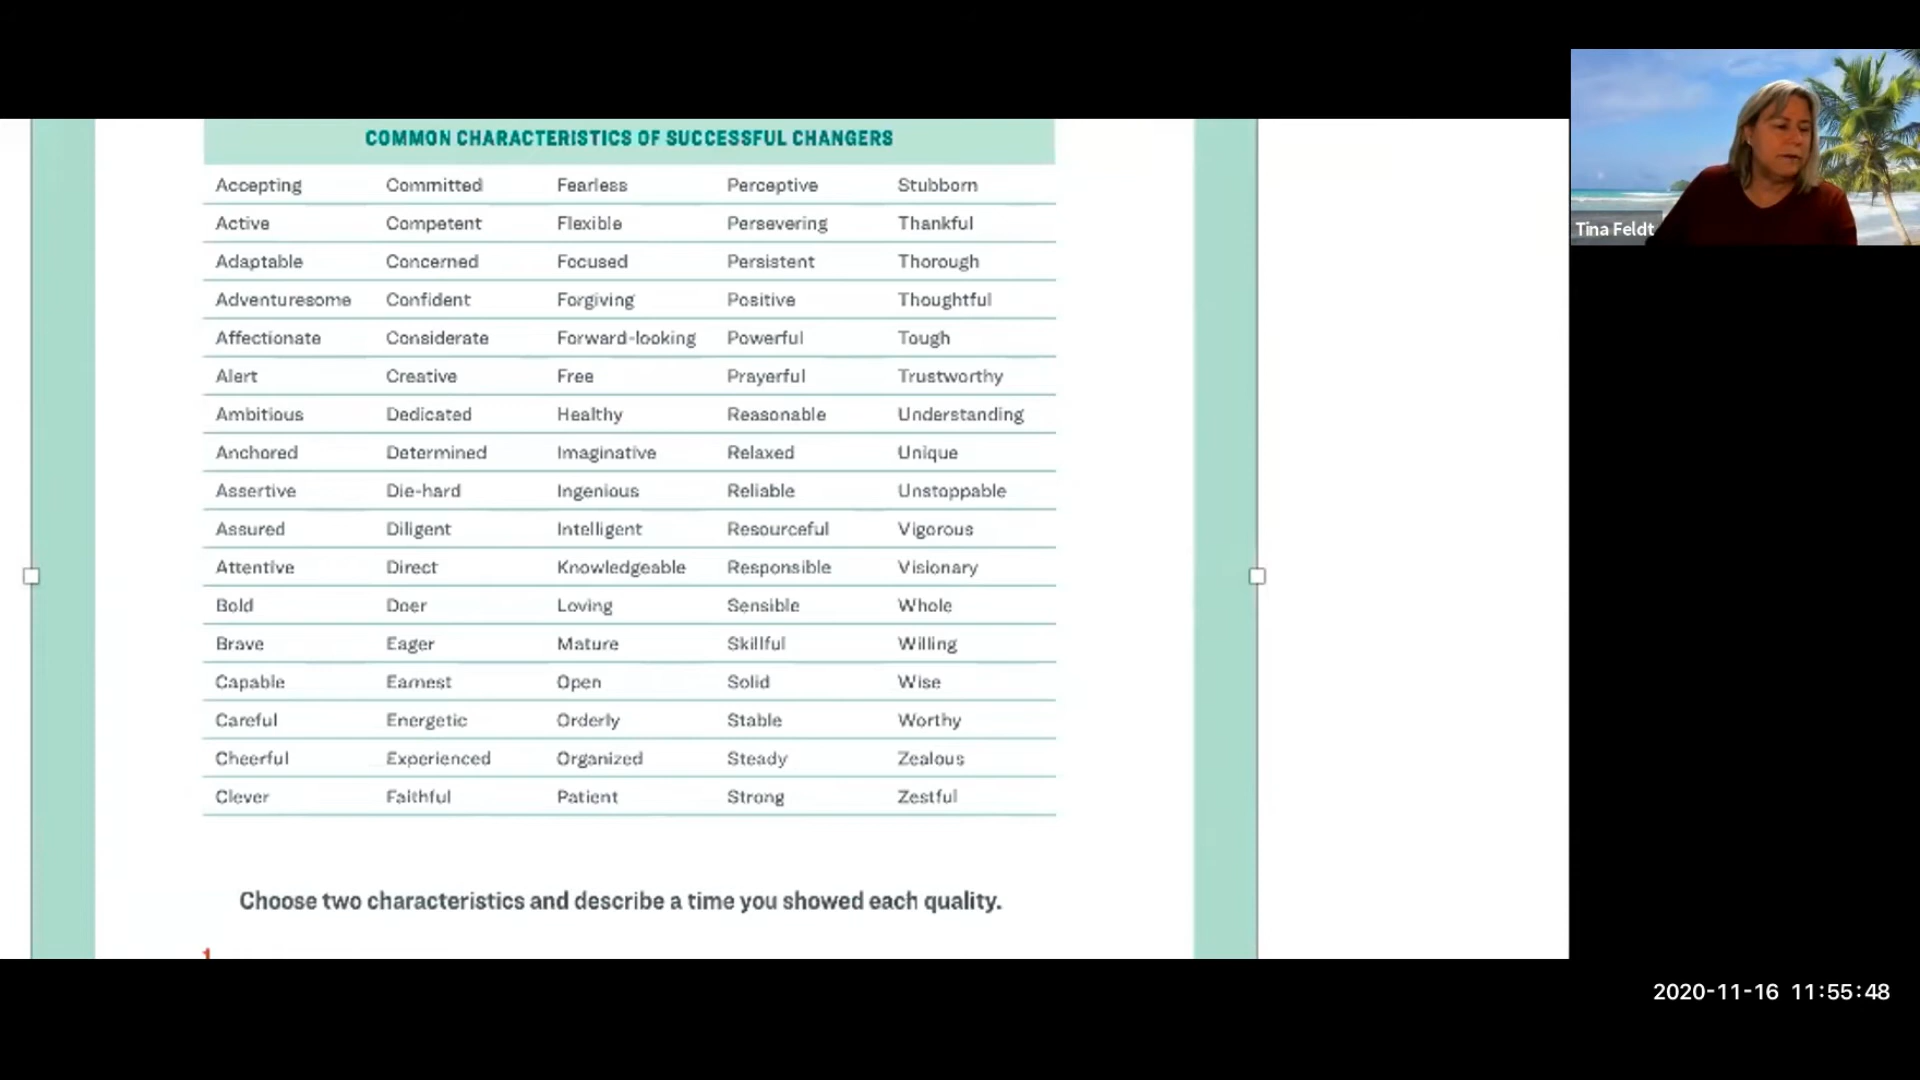 COMMON CHARACTERISTICS OF SUCCESSFUL CHANGERS
Accepting Committed Fearless Perceptive Stubborn
Active Competent Flexible Persevering Thankful
Adaptable Concerned Focused Persistent Thorough
Adventuresome Confident Forgiving Positive Thoughtful
Affectionate Considerate Forward-looking Powerful Tough
Alert Creative Free Prayerful Trustworthy
Ambitious Dedicated Healthy Reasonable Understanding
Anchored Determined Imaginative Relaxed Unique
Assertive Die-hard Ingenious Reliable Unstoppable
Assured Diligent Intelligent Resourceful Vigorous
Attentive Direct Knowledgeable Responsible Visionary
Bold Doer Loving Sensible Whole
Brave Eager Mature Skillful Willing
Capable Earnest Open Solid Wise
Careful Energetic Orderly Stable Worthy
Cheerful Experienced Organized Steady Zealous
Clever Faithful Patient Strong Zestful
Choose two characteristics and describe a time you showed each quality.
1
Tina Feldt
2020-11-16 11:55:48